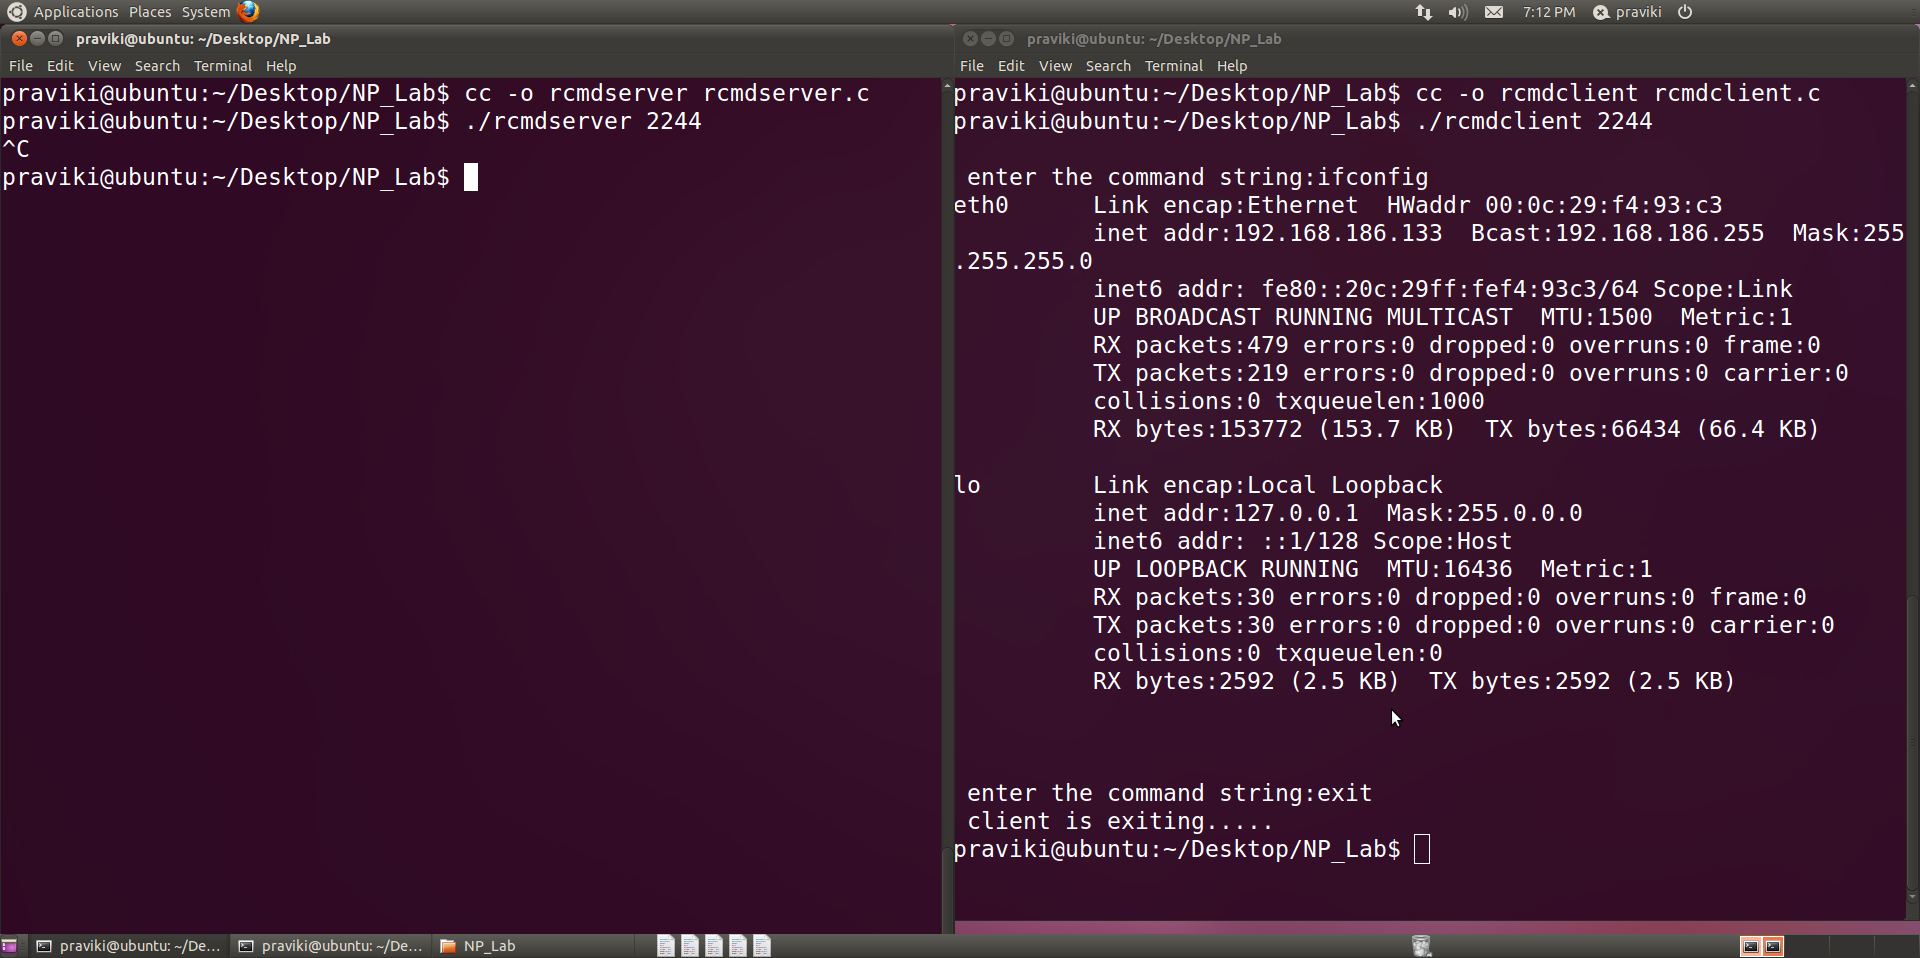 Applications Places System 7:12 PM praviki
praviki@ubuntu: ~/Desktop/NP_Lab
File Edit View Search Terminal Help
praviki@ubuntu:~/Desktop/NP_Lab$ cc -o rcmdserver rcmdserver.c
praviki@ubuntu:~/Desktop/NP_Lab$ ./rcmdserver 2244
^C
praviki@ubuntu:~/Desktop/NP_Lab$
praviki@ubuntu: ~/Desktop/NP_Lab
File Edit View Search Terminal Help
praviki@ubuntu:~/Desktop/NP_Lab$ cc -o rcmdclient rcmdclient.c
praviki@ubuntu:~/Desktop/NP_Lab$ ./rcmdclient 2244
enter the command string:ifconfig
eth0 Link encap:Ethernet HWaddr 00:0c:29:f4:93:c3
inet addr:192.168.186.133 Bcast:192.168.186.255 Mask:255
.255.255.0
inet6 addr: fe80::20c:29ff:fef4:93c3/64 Scope:Link
UP BROADCAST RUNNING MULTICAST MTU:1500 Metric:1
RX packets:479 errors:0 dropped:0 overruns:0 frame:0
TX packets:219 errors:0 dropped:0 overruns:0 carrier:0
collisions:0 txqueuelen:1000
RX bytes:153772 (153.7 KB) TX bytes:66434 (66.4 KB)
lo Link encap:Local Loopback
inet addr:127.0.0.1 Mask:255.0.0.0
inet6 addr: ::1/128 Scope:Host
UP LOOPBACK RUNNING MTU:16436 Metric:1
RX packets:30 errors:0 dropped:0 overruns:0 frame:0
TX packets:30 errors:0 dropped:0 overruns:0 carrier:0
collisions:0 txqueuelen:0
RX bytes:2592 (2.5 KB) TX bytes:2592 (2.5 KB)
enter the command string:exit
client is exiting.....
praviki@ubuntu:~/Desktop/NP_Lab$
praviki@ubuntu: ~/De... praviki@ubuntu: ~/De... NP_Lab